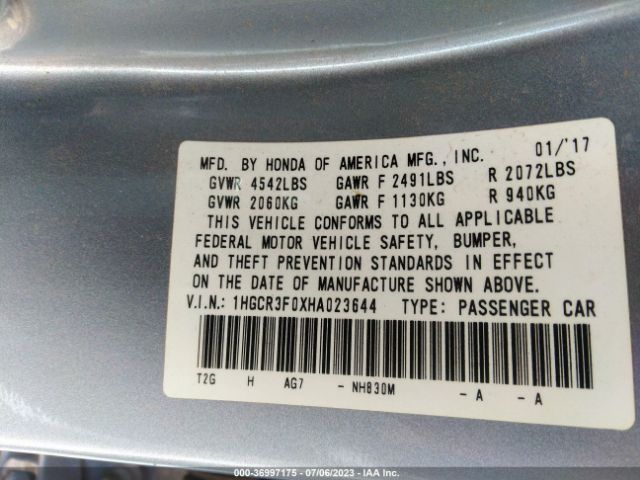 MFD. BY HONDA OF AMERICA MFG., INC. 01/'17
GVWR 4542LBS GAWR F 2491LBS R 2072LBS
GVWR 2060KG GAWR F 1130KG R 940KG
THIS VEHICLE CONFORMS TO ALL APPLICABLE
FEDERAL MOTOR VEHICLE SAFETY, BUMPER,
AND THEFT PREVENTION STANDARDS IN EFFECT
ON THE DATE OF MANUFACTURE SHOWN ABOVE.
V.I.N.: 1HGCR3F0XHA023644 TYPE: PASSENGER CAR
T2G H AG7 - NH830M - A - A
000-36997175 - 07/06/2023 - IAA Inc.